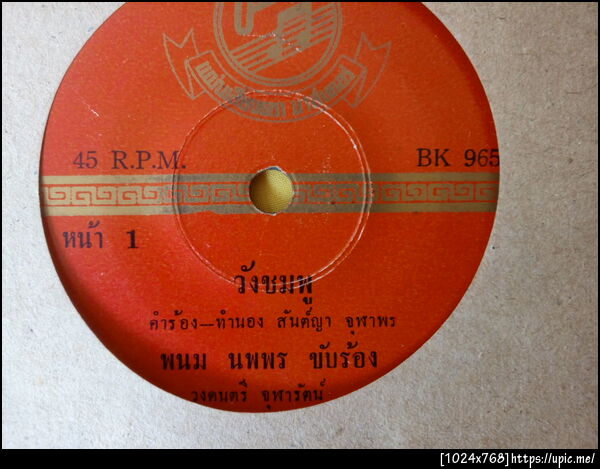 45 R.P.M.
BK 965
หน้า 1
วังชมพู
คำร้อง—ทำนอง สันต์ญา จุฬาพร
พนม นพพร ขับร้อง
วงดนตรี จุฬารัตน์
[1024x768]https://upic.me/